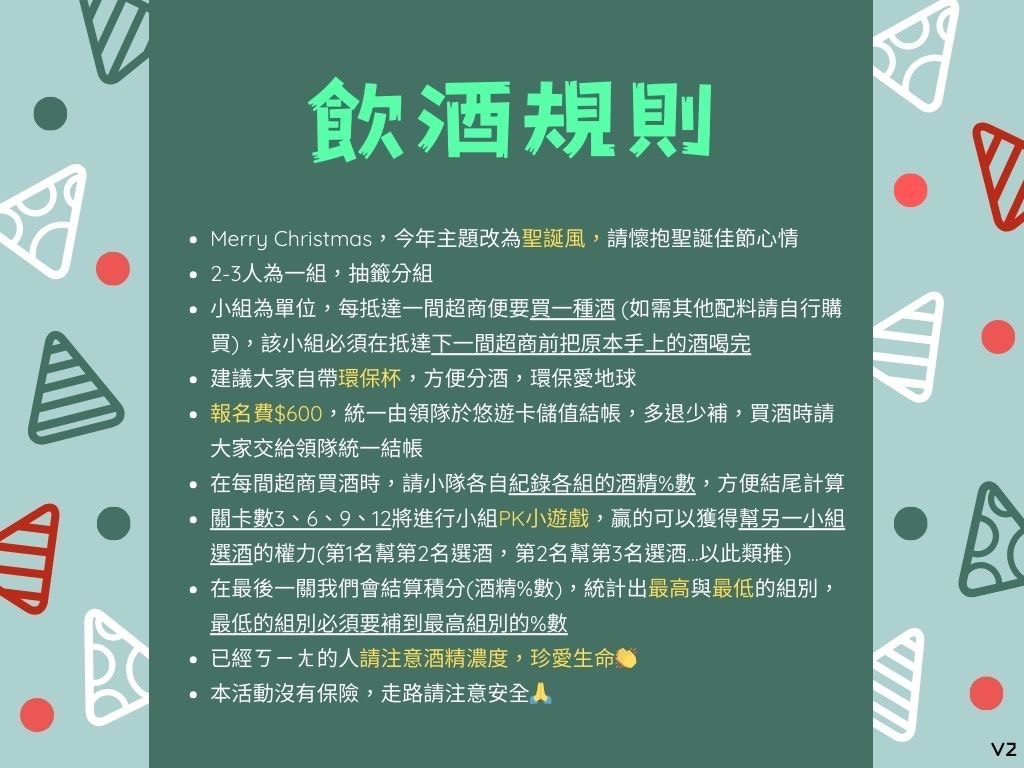 飲酒規則
Merry Christmas，今年主題改為聖誕風，請懷抱聖誕佳節心情
2-3人為一組，抽籤分組
小組為單位，每抵達一間超商便要買一種酒 (如需其他配料請自行購
買)，該小組必須在抵達下一間超商前把原本手上的酒喝完
建議大家自帶環保杯，方便分酒，環保愛地球
報名費$600，統一由領隊於悠遊卡儲值結帳，多退少補，買酒時請
大家交給領隊統一結帳
在每間超商買酒時，請小隊各自紀錄各組的酒精%數，方便結尾計算
關卡數3、6、9、12將進行小組PK小遊戲，贏的可以獲得幫另一小組
選酒的權力(第1名幫第2名選酒，第2名幫第3名選酒...以此類推)
在最後一關我們會結算積分(酒精%數)，統計出最高與最低的組別，
最低的組別必須要補到最高組別的%數
已經ㄎㄧㄤ的人請注意酒精濃度，珍愛生命👏
本活動沒有保險，走路請注意安全🙏
V2